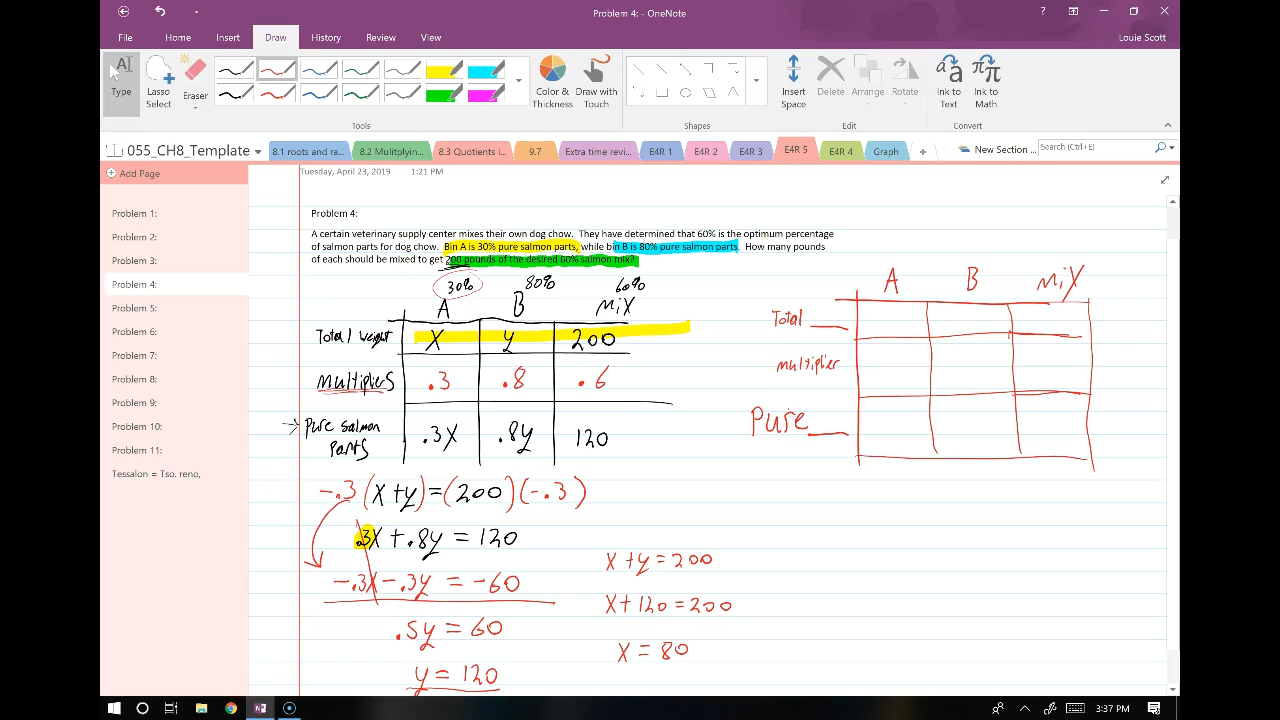 Problem 4: - OneNote
File Home Insert Draw History Review View
Louie Scott
Type
Lasso Select
Eraser
Color & Thickness
Draw with Touch
Insert Space
Delete
Arrange
Rotate
Ink to Text
Ink to Math
Tools Shapes Edit Convert
055_CH8_Template
8.1 roots and ra... 8.2 Mulitplyin... 8.3 Quotients i... 9.7 Extra time revi... E4R 1 E4R 2 E4R 3 E4R 5 E4R 4 Graph + New Section ... Search (Ctrl+E)
Add Page
Problem 1:
Problem 2:
Problem 3:
Problem 4:
Problem 5:
Problem 6:
Problem 7:
Problem 8:
Problem 9:
Problem 10:
Problem 11:
Tessalon = Tso. reno,
Tuesday, April 23, 2019 1:21 PM
Problem 4:
A certain veterinary supply center mixes their own dog chow. They have determined that 60% is the optimum percentage
of salmon parts for dog chow. Bin A is 30% pure salmon parts, while bin B is 80% pure salmon parts. How many pounds
of each should be mixed to get 200 pounds of the desired 60% salmon mix?
30% 80% 60%
A B MiX
Total/weight X y 200
multipliers .3 .8 .6
Pure salmon parts .3X .8y 120
-.3(X+y)=(200)(-.3)
.3X+.8y = 120
-.3X-.3y = -60
.5y = 60
y = 120
X+y=200
X+120=200
X = 80
A B MiX
Total
multiplier
Pure
3:37 PM